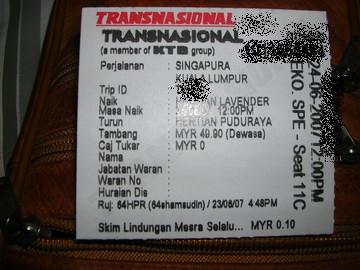 TRANSNASIONAL
TRANSNASIONAL
(a member of KTB group)
Perjalanan : SINGAPURA
KUALA LUMPUR
Trip ID :
Naik : LAVENDER
Masa Naik : 12:00PM
Turun : HENTIAN PUDURAYA
Tambang : MYR 49.90 (Dewasa)
Caj Tukar : MYR 0
Nama :
Jabatan Waran :
Waran No :
Huraian Dis :
Ruj: 64HPR (64shamsudin) / 23/06/07 4:48PM
Skim Lindungan Mesra Selalu... MYR 0.10
24-06-2007/12:00PM
EKO. SPE - Seat 11C